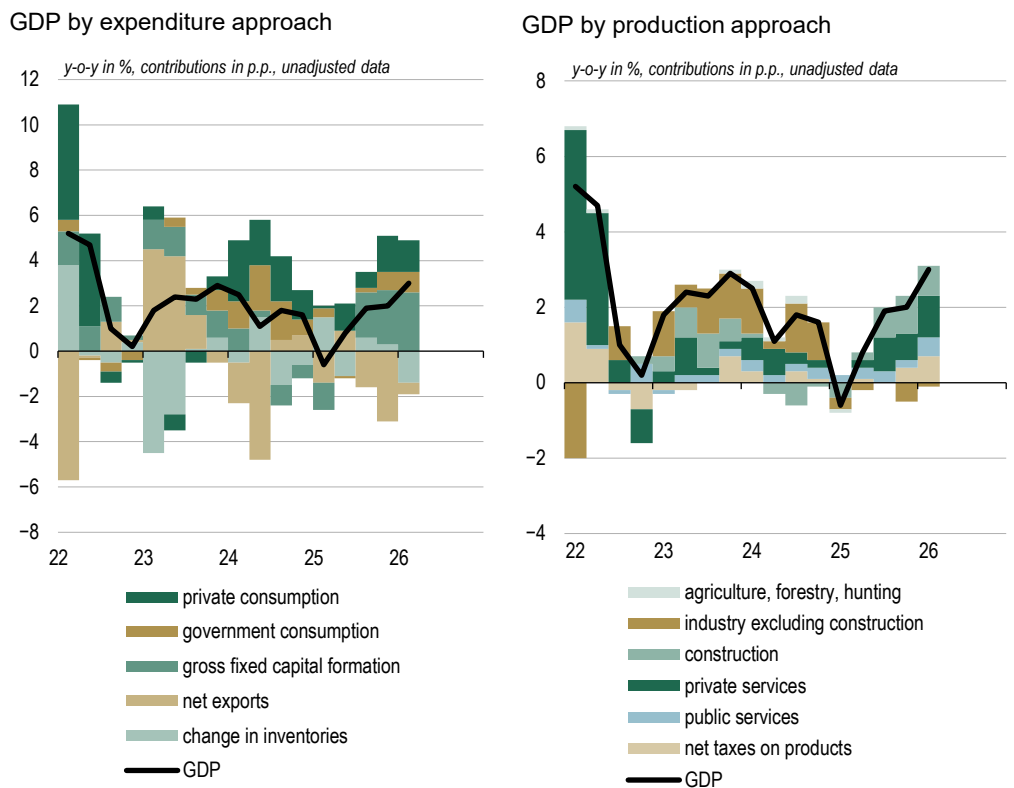 GDP by expenditure approach
y-o-y in %, contributions in p.p., unadjusted data
12
10
8
6
4
2
0
−2
−4
−6
−8
22 23 24 25 26
private consumption
government consumption
gross fixed capital formation
net exports
change in inventories
GDP
GDP by production approach
y-o-y in %, contributions in p.p., unadjusted data
8
6
4
2
0
−2
−4
22 23 24 25 26
agriculture, forestry, hunting
industry excluding construction
construction
private services
public services
net taxes on products
GDP